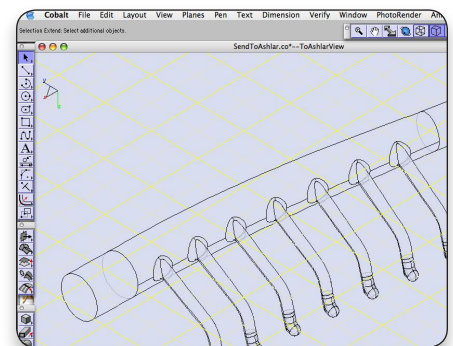 Cobalt File Edit Layout View Planes Pen Text Dimension Verify Window PhotoRender An
Selection Extend: Select additional objects.
SendToAshlar.co*--ToAshlarView
y
A